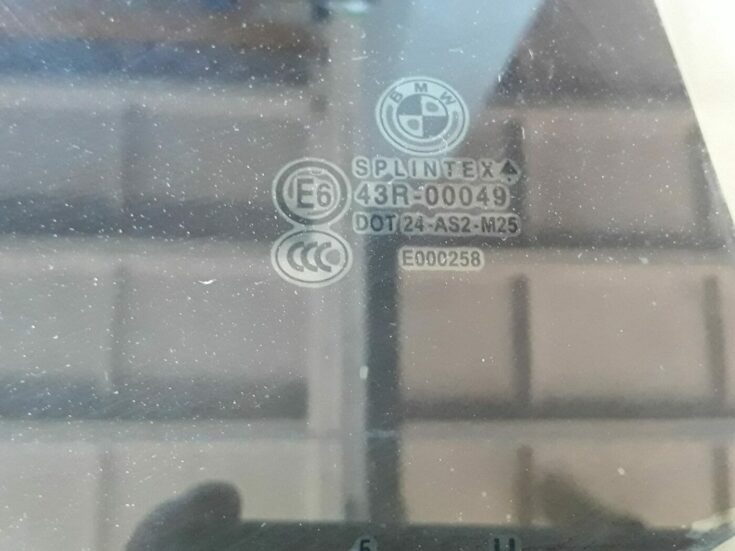 BMW
SPLINTEX
E6
43R-00049
DOT 24-AS2-M25
CCC
E000258